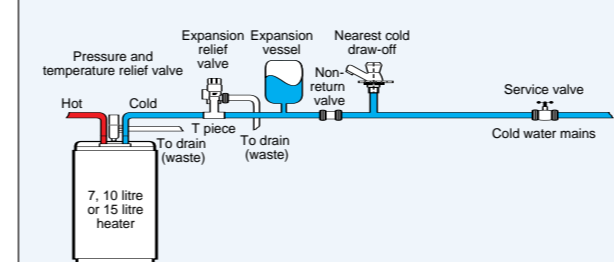 Pressure and
temperature relief valve
Expansion
relief
valve
Expansion
vessel
Nearest cold
draw-off
Non-
return
valve
Service valve
Hot
Cold
T piece
To drain
(waste)
To drain
(waste)
Cold water mains
7, 10 litre
or 15 litre
heater